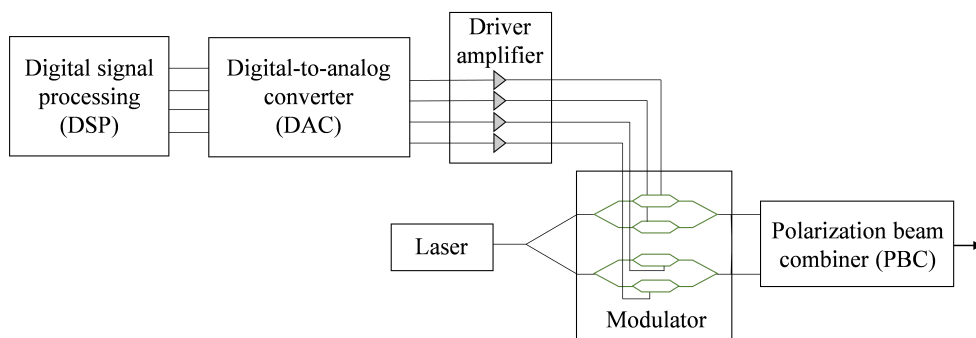 Digital signal
processing
(DSP)
Digital-to-analog
converter
(DAC)
Driver
amplifier
Laser
Modulator
Polarization beam
combiner (PBC)